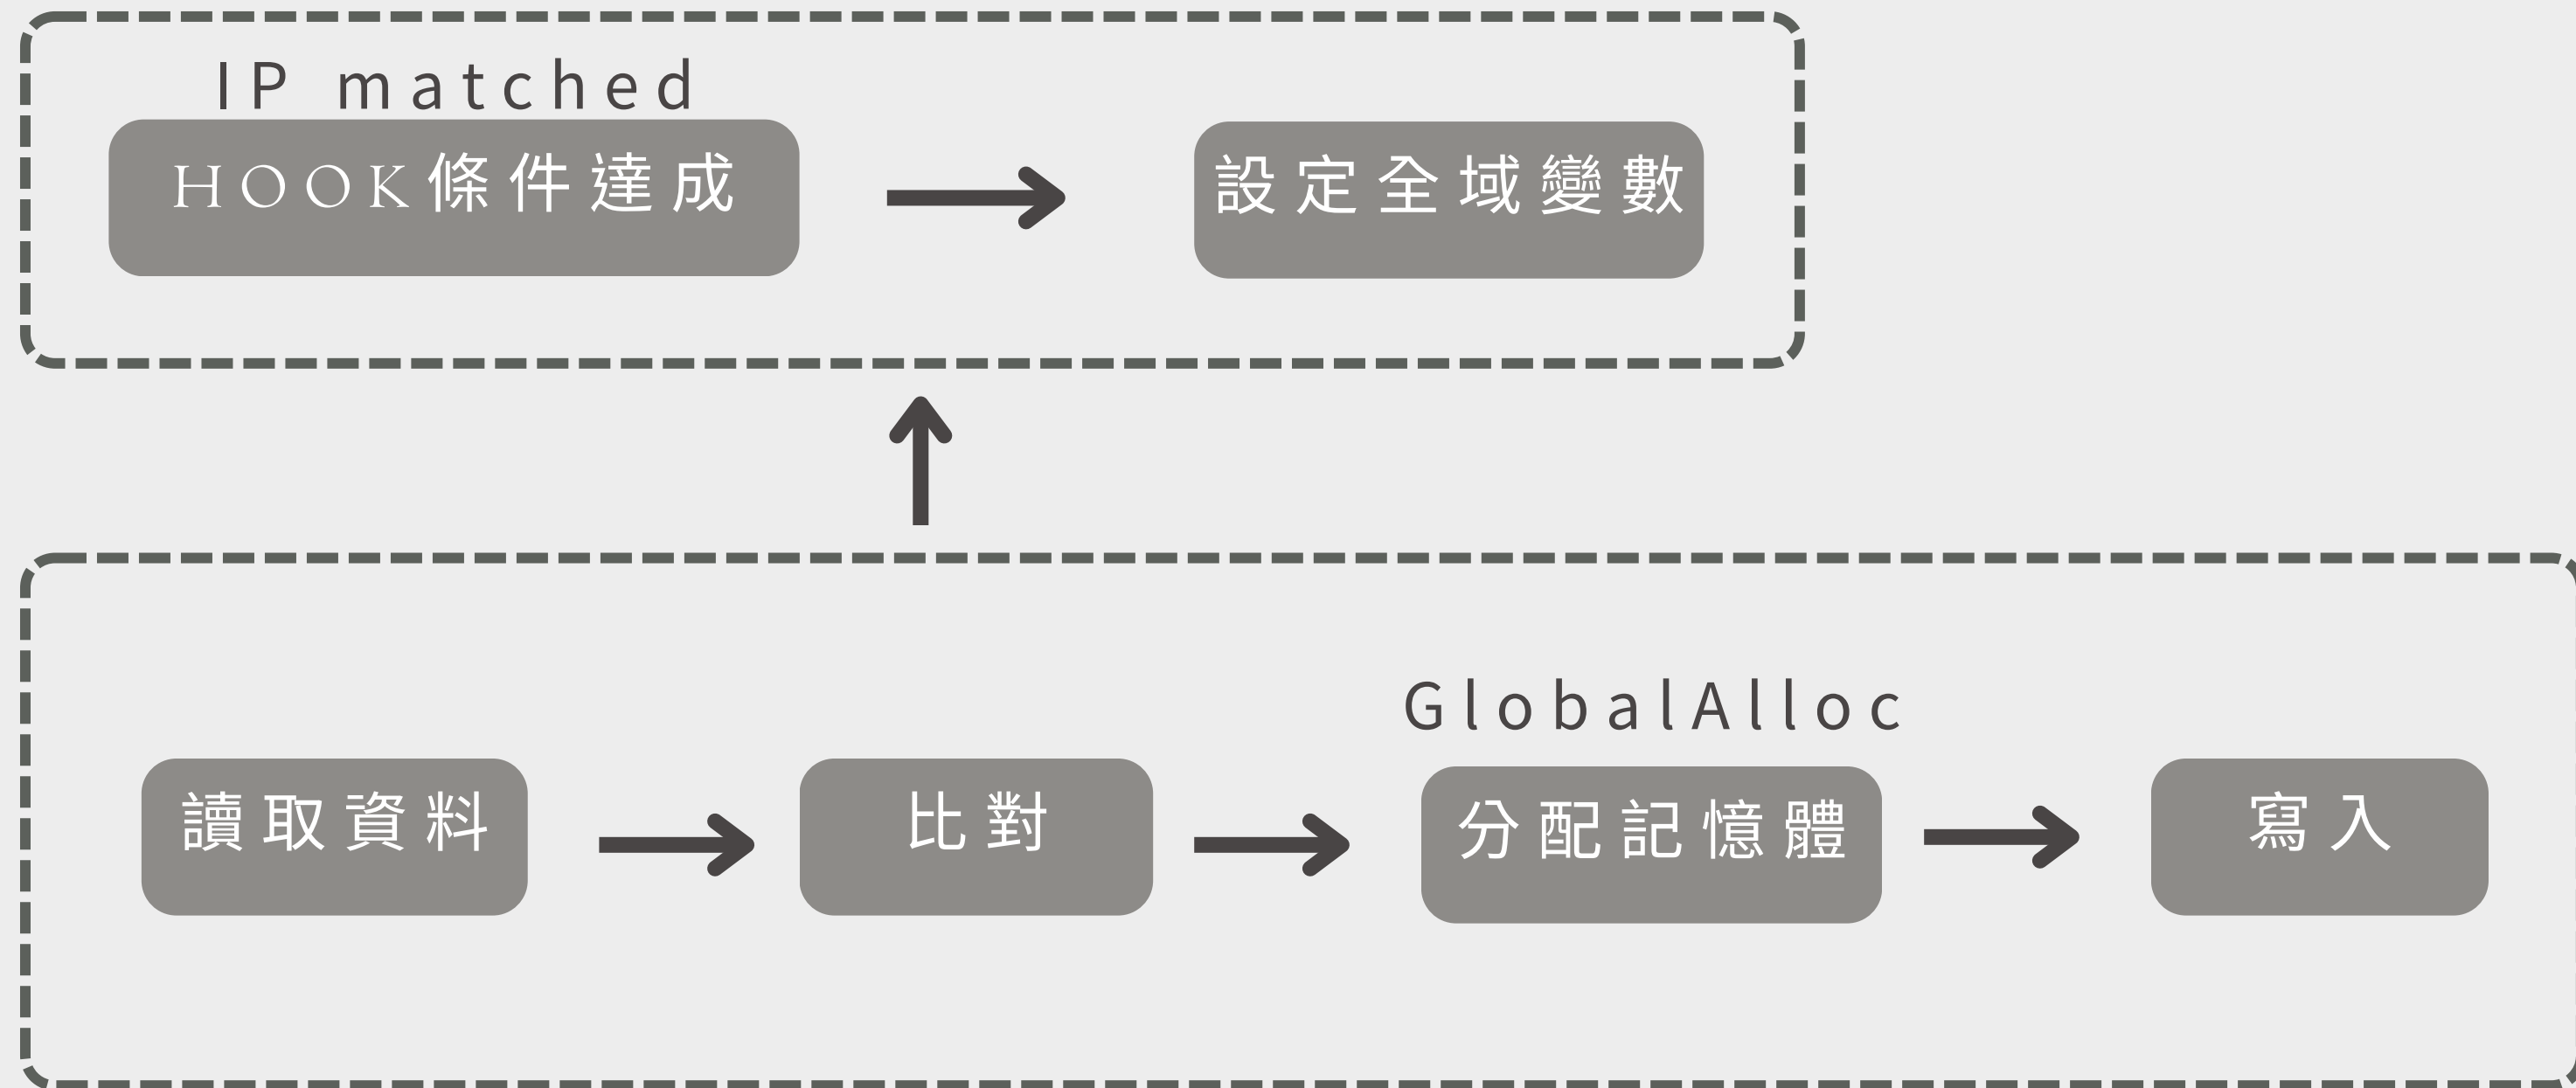 IP matched
HOOK條件達成
設定全域變數
GlobalAlloc
讀取資料
比對
分配記憶體
寫入